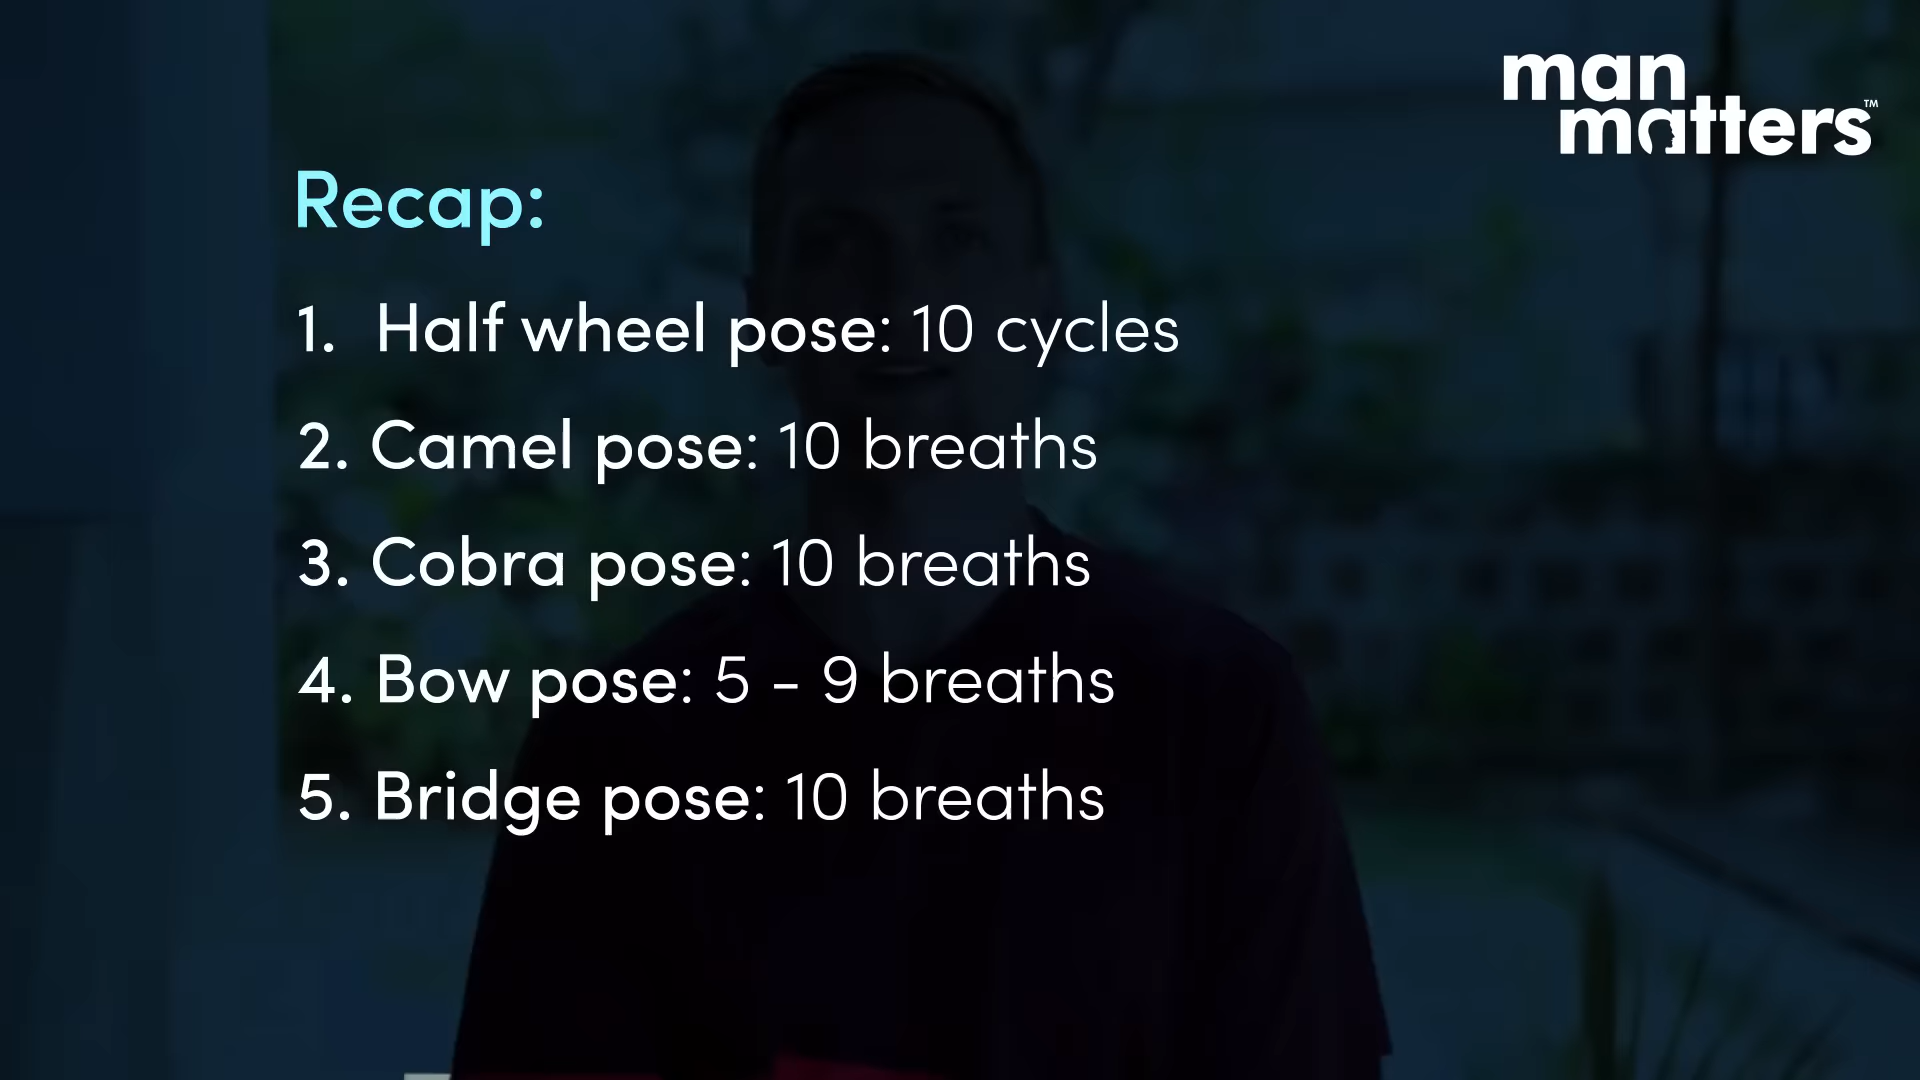 man
matters™
Recap:
1. Half wheel pose: 10 cycles
2. Camel pose: 10 breaths
3. Cobra pose: 10 breaths
4. Bow pose: 5 - 9 breaths
5. Bridge pose: 10 breaths